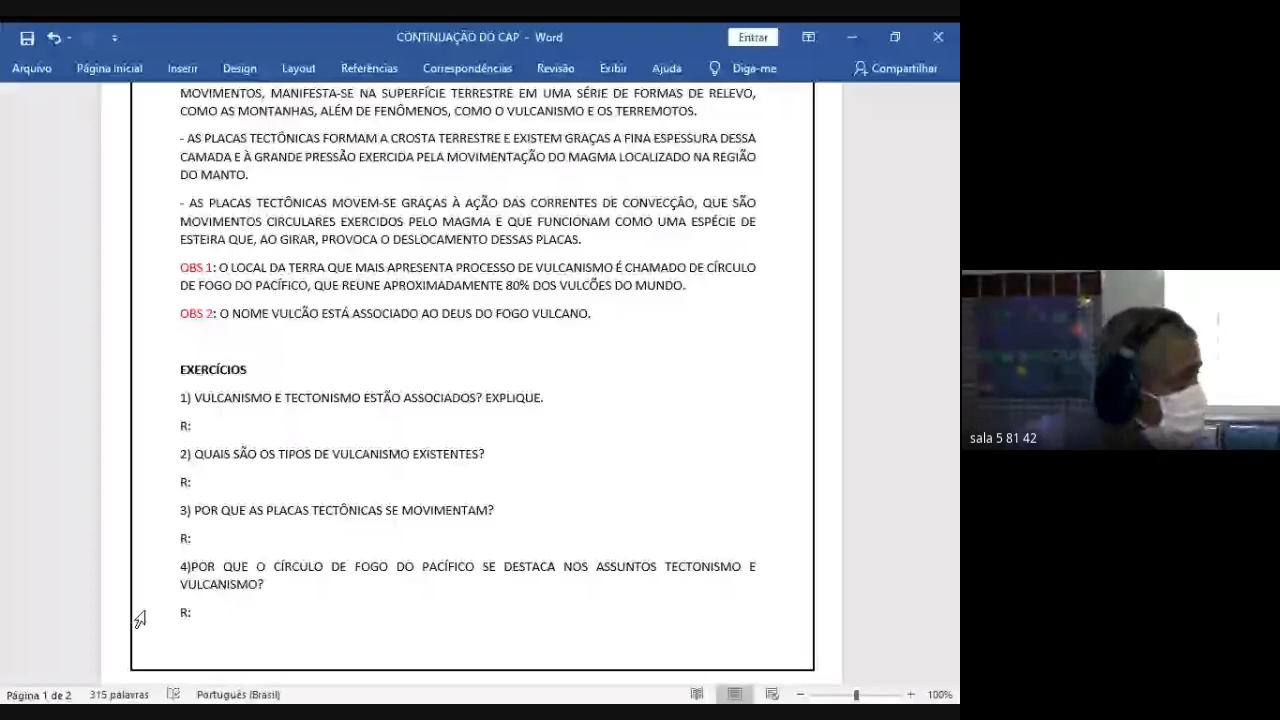 CONTINUAÇÃO DO CAP - Word
Entrar
Arquivo Página Inicial Inserir Design Layout Referências Correspondências Revisão Exibir Ajuda Diga-me Compartilhar
MOVIMENTOS, MANIFESTA-SE NA SUPERFÍCIE TERRESTRE EM UMA SÉRIE DE FORMAS DE RELEVO,
COMO AS MONTANHAS, ALÉM DE FENÔMENOS, COMO O VULCANISMO E OS TERREMOTOS.
- AS PLACAS TECTÔNICAS FORMAM A CROSTA TERRESTRE E EXISTEM GRAÇAS A FINA ESPESSURA DESSA
CAMADA E À GRANDE PRESSÃO EXERCIDA PELA MOVIMENTAÇÃO DO MAGMA LOCALIZADO NA REGIÃO
DO MANTO.
- AS PLACAS TECTÔNICAS MOVEM-SE GRAÇAS À AÇÃO DAS CORRENTES DE CONVECÇÂO, QUE SÃO
MOVIMENTOS CIRCULARES EXERCIDOS PELO MAGMA E QUE FUNCIONAM COMO UMA ESPÉCIE DE
ESTEIRA QUE, AO GIRAR, PROVOCA O DESLOCAMENTO DESSAS PLACAS.
OBS 1: O LOCAL DA TERRA QUE MAIS APRESENTA PROCESSO DE VULCANISMO É CHAMADO DE CÍRCULO
DE FOGO DO PACÍFICO, QUE REUNE APROXIMADAMENTE 80% DOS VULCÕES DO MUNDO.
OBS 2: O NOME VULCÃO ESTÁ ASSOCIADO AO DEUS DO FOGO VULCANO.
EXERCÍCIOS
1) VULCANISMO E TECTONISMO ESTÃO ASSOCIADOS? EXPLIQUE.
R:
2) QUAIS SÃO OS TIPOS DE VULCANISMO EXISTENTES?
R:
3) POR QUE AS PLACAS TECTÔNICAS SE MOVIMENTAM?
R:
4)POR QUE O CÍRCULO DE FOGO DO PACÍFICO SE DESTACA NOS ASSUNTOS TECTONISMO E
VULCANISMO?
R:
Página 1 de 2 315 palavras Português (Brasil) 100%
sala 5 81 42